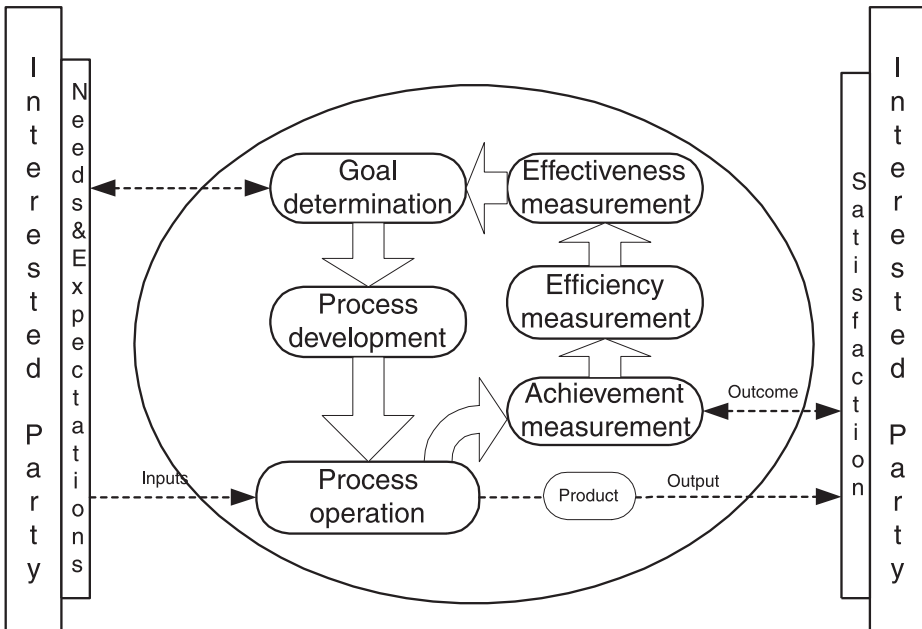 Interested Party
Needs&Expectations
Goal
determination
Process
development
Inputs
Process
operation
Effectiveness
measurement
Efficiency
measurement
Achievement
measurement
Outcome
Product
Output
Satisfaction
Interested Party